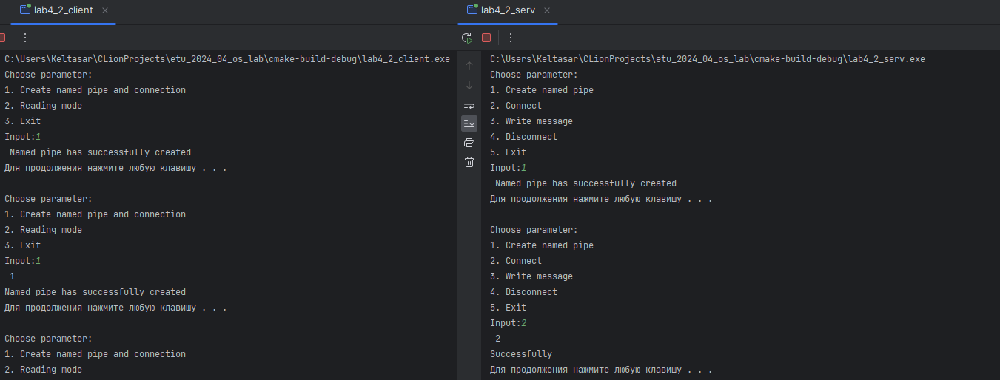 lab4_2_client
C:\Users\Keltasar\CLionProjects\etu_2024_04_os_lab\cmake-build-debug\lab4_2_client.exe
Choose parameter:
1. Create named pipe and connection
2. Reading mode
3. Exit
Input:1
Named pipe has successfully created
Для продолжения нажмите любую клавишу . . .
Choose parameter:
1. Create named pipe and connection
2. Reading mode
3. Exit
Input:1
1
Named pipe has successfully created
Для продолжения нажмите любую клавишу . . .
Choose parameter:
1. Create named pipe and connection
2. Reading mode
lab4_2_serv
C:\Users\Keltasar\CLionProjects\etu_2024_04_os_lab\cmake-build-debug\lab4_2_serv.exe
Choose parameter:
1. Create named pipe
2. Connect
3. Write message
4. Disconnect
5. Exit
Input:1
Named pipe has successfully created
Для продолжения нажмите любую клавишу . . .
Choose parameter:
1. Create named pipe
2. Connect
3. Write message
4. Disconnect
5. Exit
Input:2
2
Successfully
Для продолжения нажмите любую клавишу . . .